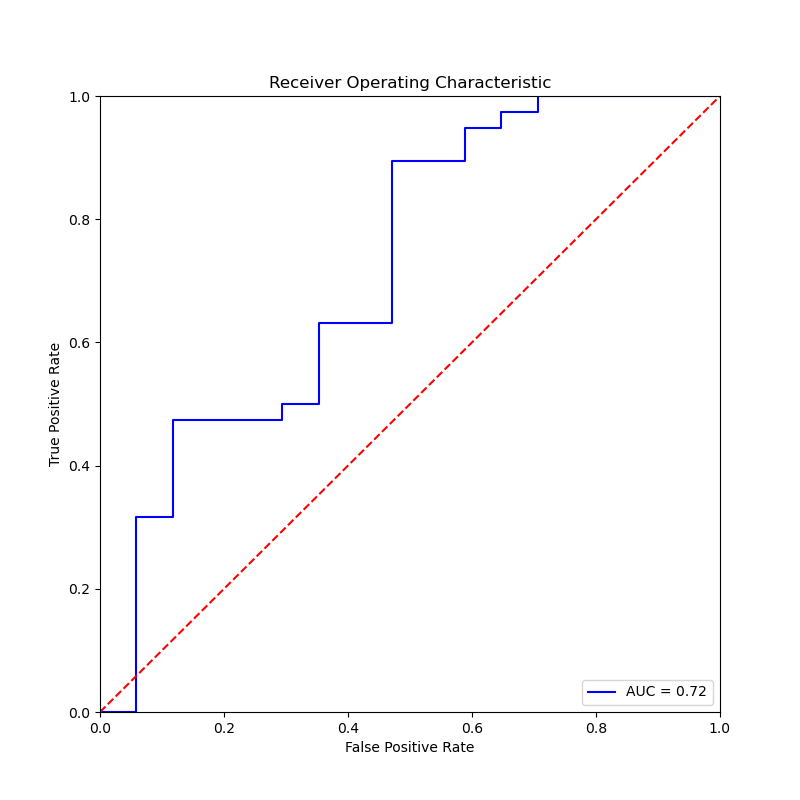 Receiver Operating Characteristic
1.0
0.8
0.6
0.4
0.2
0.0
True Positive Rate
AUC = 0.72
0.0 0.2 0.4 0.6 0.8 1.0
False Positive Rate